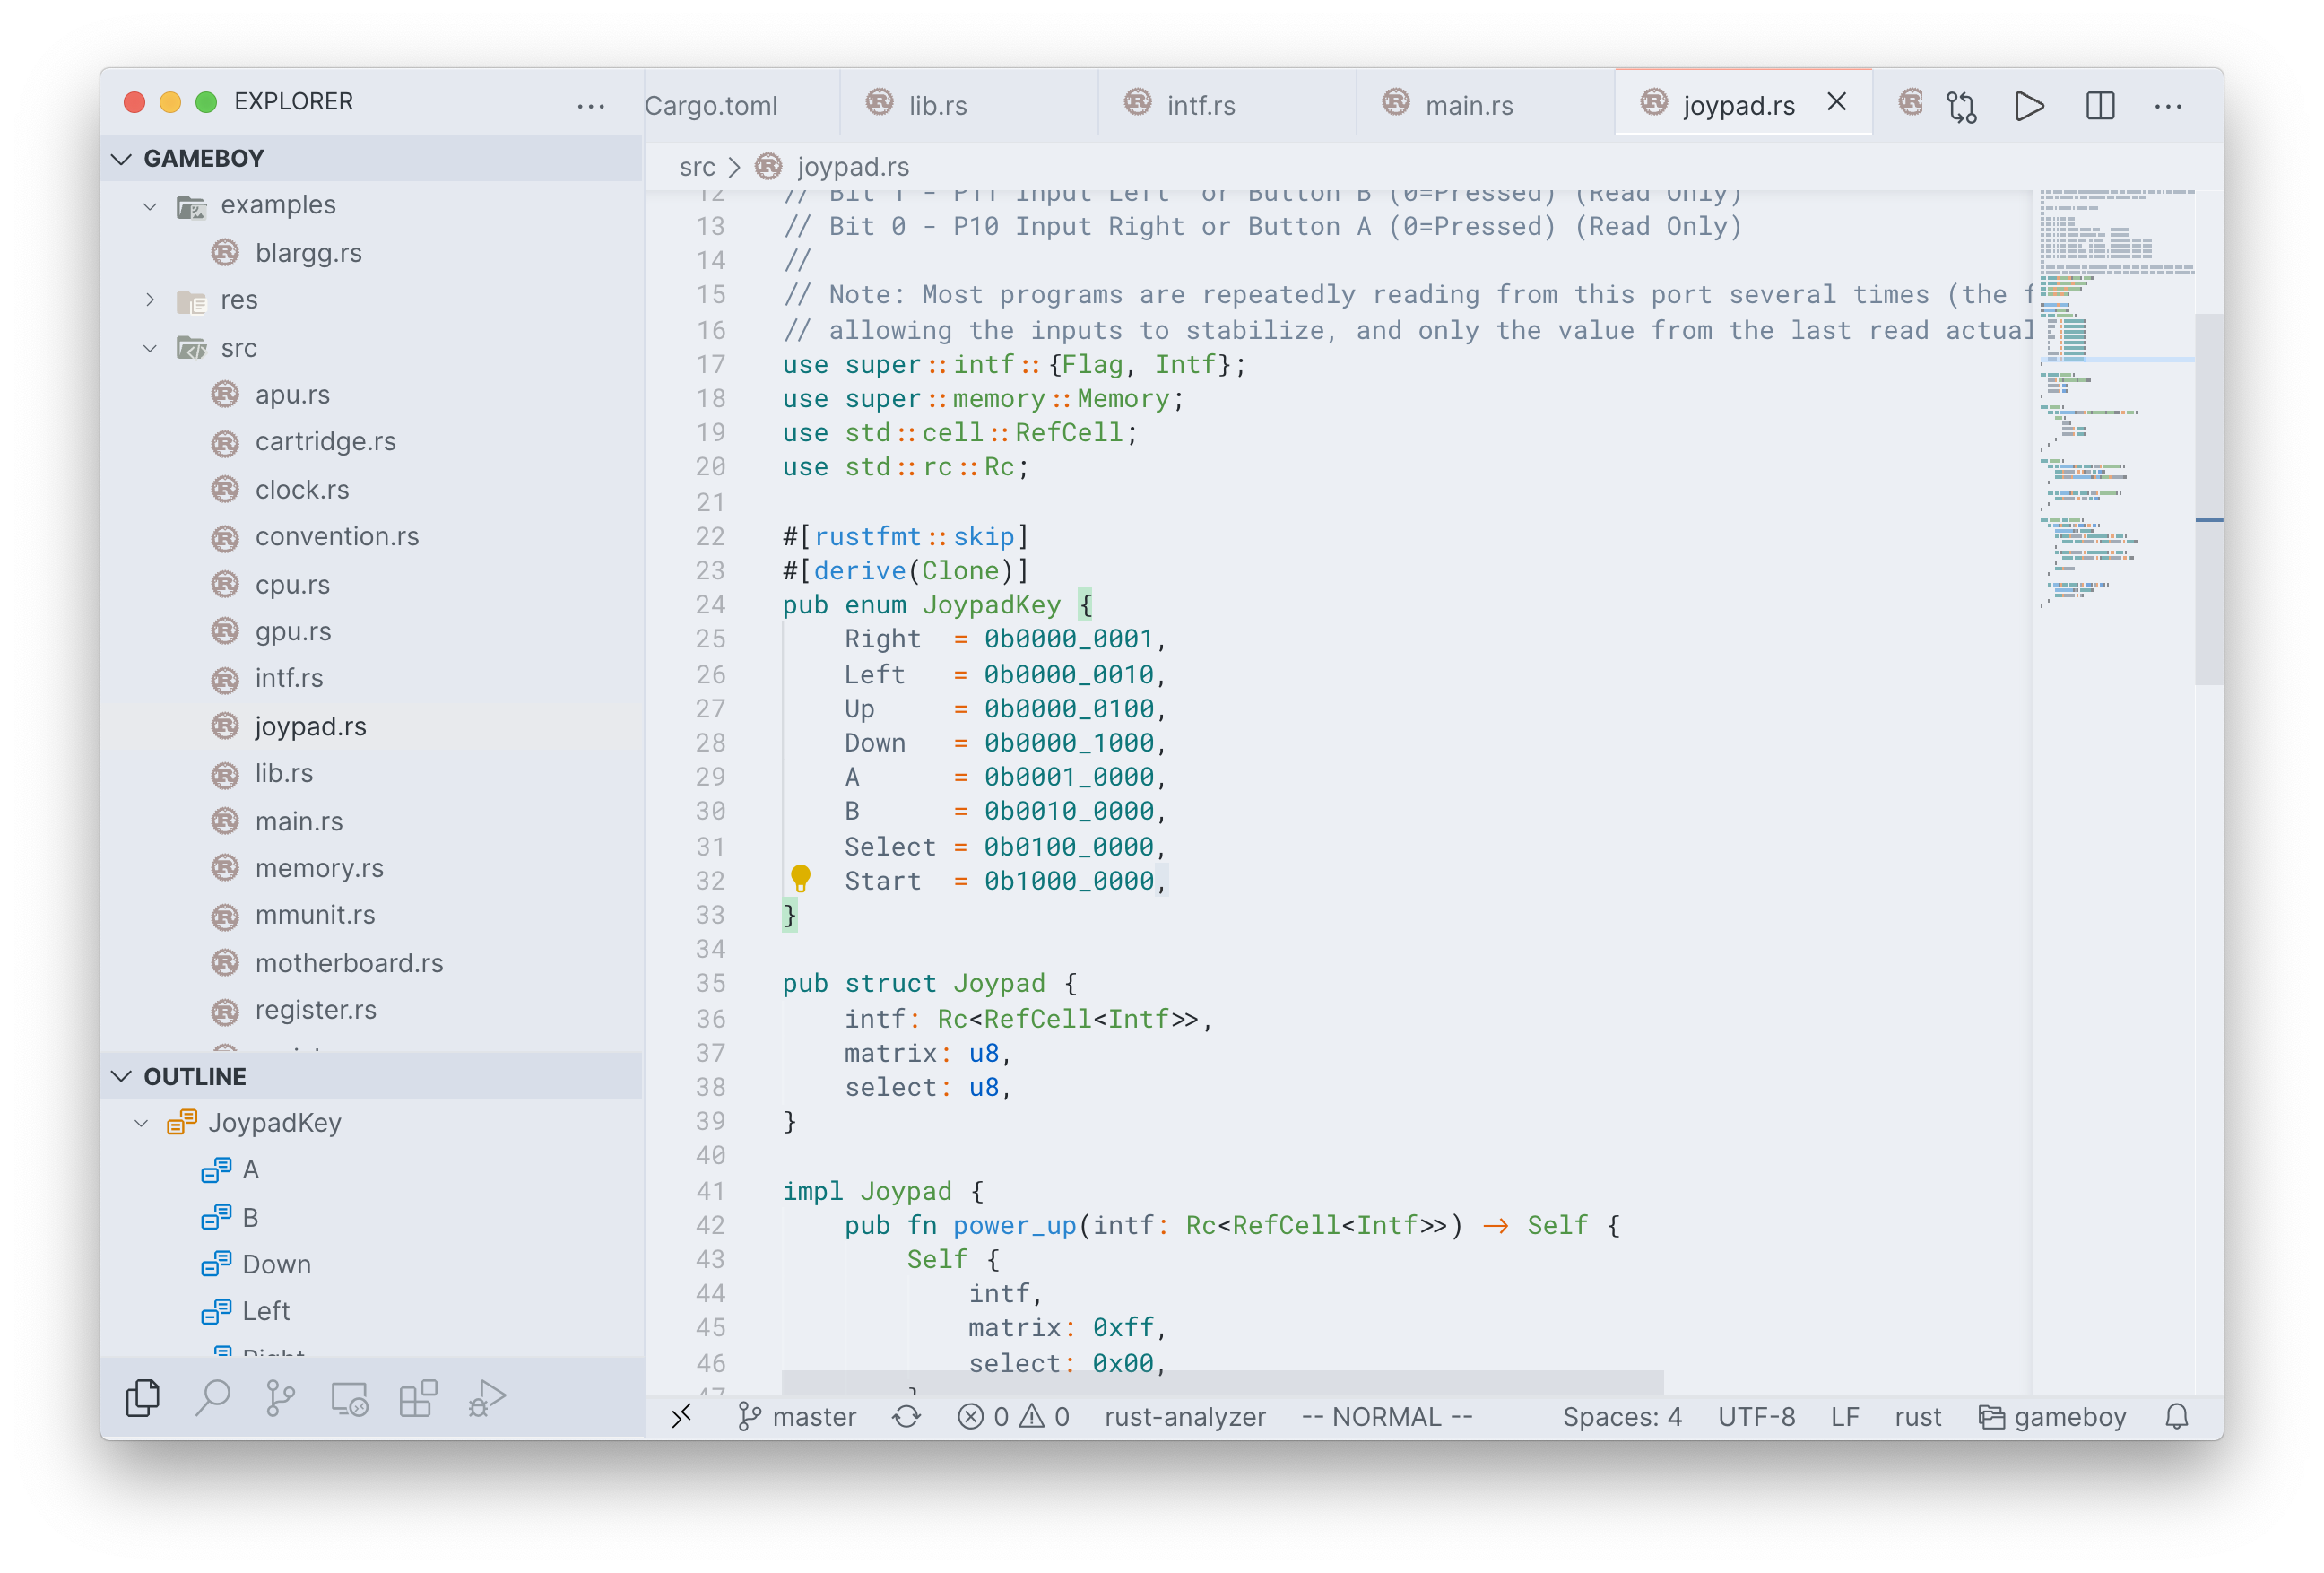 EXPLORER
GAMEBOY
examples
blargg.rs
res
src
apu.rs
cartridge.rs
clock.rs
convention.rs
cpu.rs
gpu.rs
intf.rs
joypad.rs
lib.rs
main.rs
memory.rs
mmunit.rs
motherboard.rs
register.rs
OUTLINE
JoypadKey
A
B
Down
Left
Right
Cargo.toml
lib.rs
intf.rs
main.rs
joypad.rs
src > joypad.rs
12 // Bit 1 - P11 Input Left  or Button B (0=Pressed) (Read Only)
13 // Bit 0 - P10 Input Right or Button A (0=Pressed) (Read Only)
14 //
15 // Note: Most programs are repeatedly reading from this port several times (the f
16 // allowing the inputs to stabilize, and only the value from the last read actual
17 use super::intf::{Flag, Intf};
18 use super::memory::Memory;
19 use std::cell::RefCell;
20 use std::rc::Rc;
21
22 #[rustfmt::skip]
23 #[derive(Clone)]
24 pub enum JoypadKey {
25     Right  = 0b0000_0001,
26     Left   = 0b0000_0010,
27     Up     = 0b0000_0100,
28     Down   = 0b0000_1000,
29     A      = 0b0001_0000,
30     B      = 0b0010_0000,
31     Select = 0b0100_0000,
32     Start  = 0b1000_0000,
33 }
34
35 pub struct Joypad {
36     intf: Rc<RefCell<Intf>>,
37     matrix: u8,
38     select: u8,
39 }
40
41 impl Joypad {
42     pub fn power_up(intf: Rc<RefCell<Intf>>) -> Self {
43         Self {
44             intf,
45             matrix: 0xff,
46             select: 0x00,
47         }
master 0 0 rust-analyzer -- NORMAL -- Spaces: 4 UTF-8 LF rust gameboy